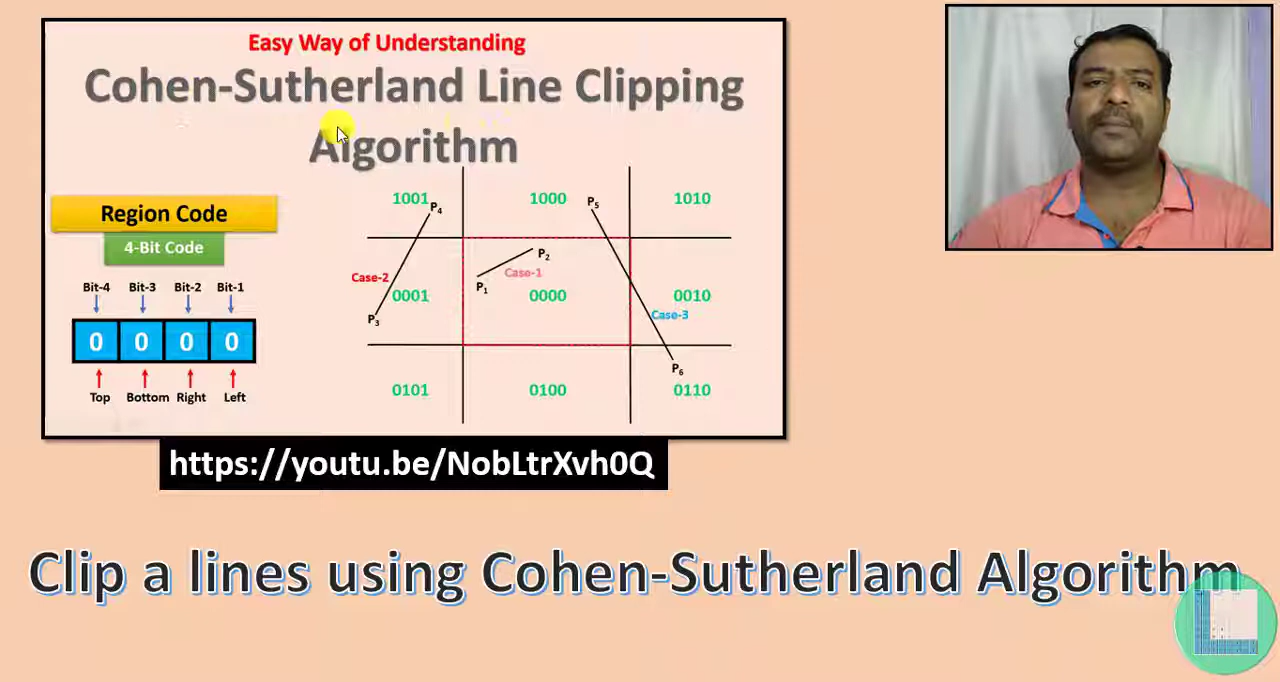 Easy Way of Understanding
Cohen-Sutherland Line Clipping
Algorithm
Region Code
4-Bit Code
Bit-4 Bit-3 Bit-2 Bit-1
0 0 0 0
Top Bottom Right Left
1001 P4 1000 P5 1010
Case-2 P2
Case-1
P1
0001 0000 0010
P3 Case-3
P6
0101 0100 0110
https://youtu.be/NobLtrXvh0Q
Clip a lines using Cohen-Sutherland Algorithm